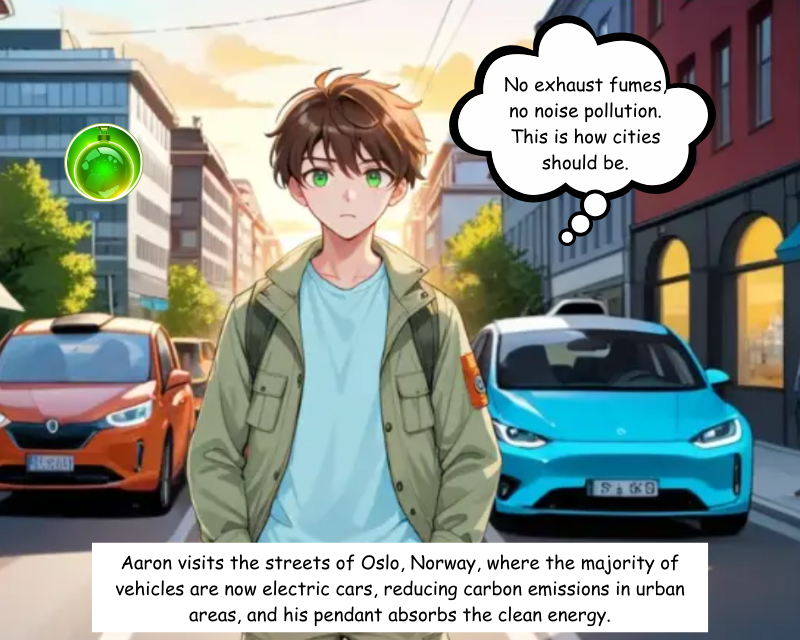 No exhaust fumes,
no noise pollution.
This is how cities
should be.
Aaron visits the streets of Oslo, Norway, where the majority of
vehicles are now electric cars, reducing carbon emissions in urban
areas, and his pendant absorbs the clean energy.